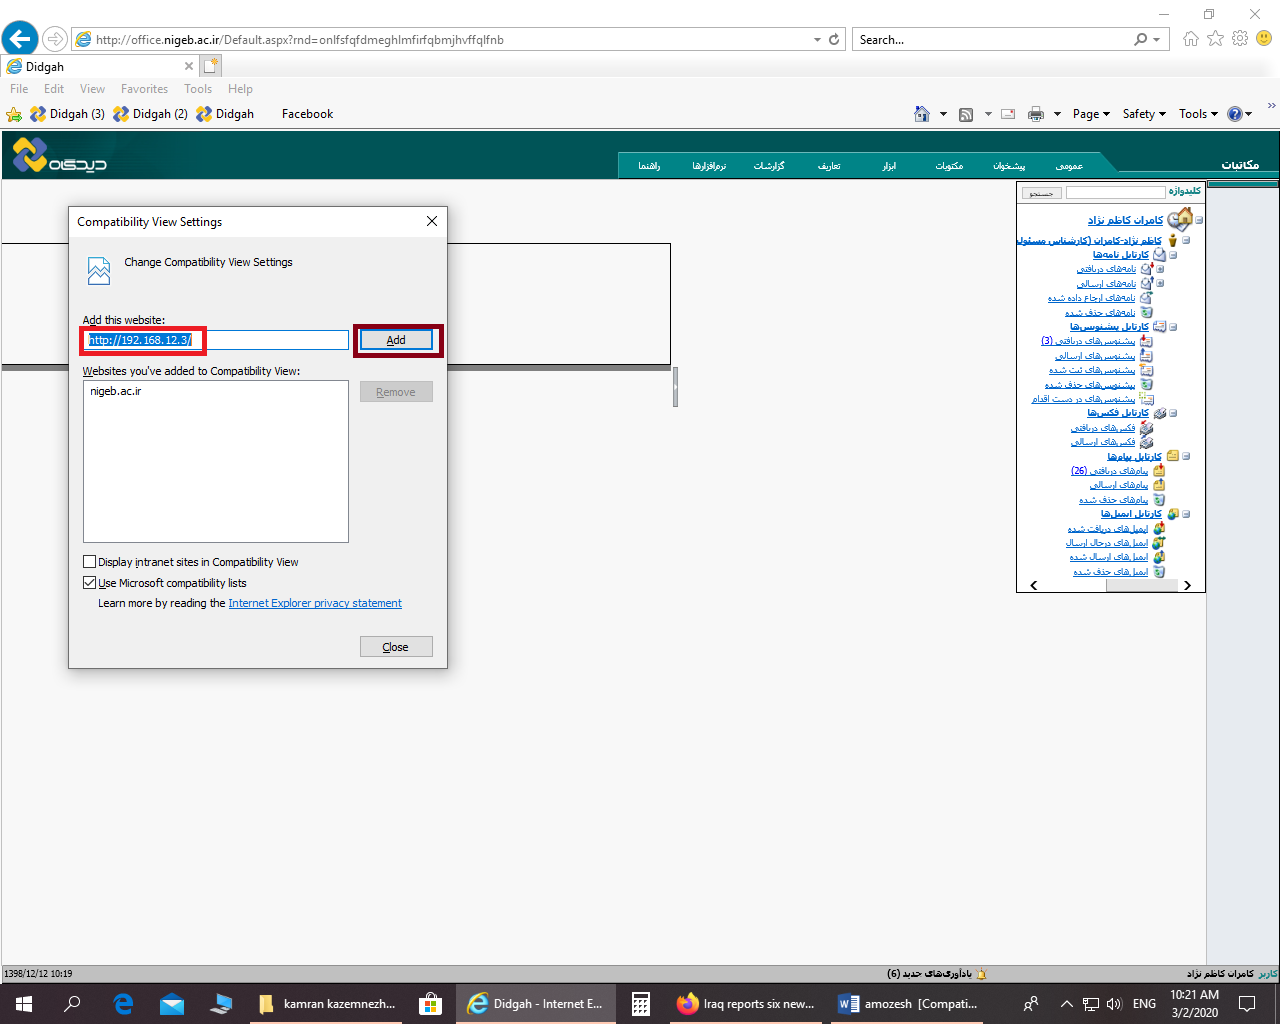 http://office.nigeb.ac.ir/Default.aspx?rnd=onlfsfqfdmeghlmfirfqbmjhvffqlfnb
Search...
Didgah
File Edit View Favorites Tools Help
Didgah (3) Didgah (2) Didgah Facebook
Page Safety Tools
دیدگاه
مکاتبات
عمومی پیشخوان مکتوبات ابزار تعاریف گزارشات نرم‌افزارها راهنما
Compatibility View Settings
Change Compatibility View Settings
Add this website:
http://192.168.12.3/
Add
Websites you've added to Compatibility View:
nigeb.ac.ir
Remove
Display intranet sites in Compatibility View
Use Microsoft compatibility lists
Learn more by reading the Internet Explorer privacy statement
Close
کلیدواژه
جستجو
کامران کاظم نژاد
کاظم نژاد-کامران (کارشناس مسئول
کارتابل نامه‌ها
نامه‌های دریافتی
نامه‌های ارسالی
نامه‌های ارجاع داده شده
نامه‌های حذف شده
کارتابل پیشنویس‌ها
پیشنویس‌های دریافتی (3)
پیشنویس‌های ارسالی
پیشنویس‌های ثبت شده
پیشنویس‌های حذف شده
پیشنویس‌های در دست اقدام
کارتابل فکس‌ها
فکس‌های دریافتی
فکس‌های ارسالی
کارتابل پیام‌ها
پیام‌های دریافتی (26)
پیام‌های ارسالی
پیام‌های حذف شده
کارتابل ایمیل‌ها
ایمیل‌های دریافت شده
ایمیل‌های درحال ارسال
ایمیل‌های ارسال شده
ایمیل‌های حذف شده
کاربر کامران کاظم نژاد
یادآوری‌های جدید (6)
1398/12/12 10:19
kamran kazemnezh...
Didgah - Internet E...
Iraq reports six new...
amozesh [Compati...
ENG
10:21 AM
3/2/2020